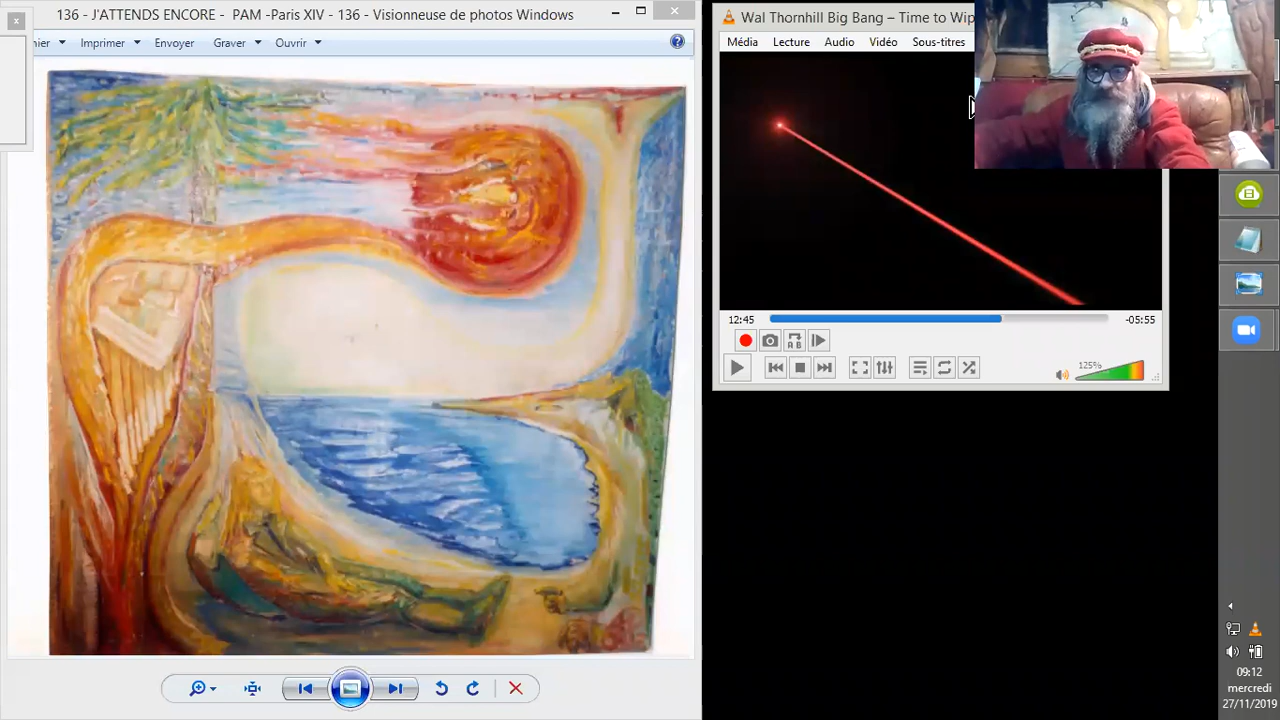 136 - J'ATTENDS ENCORE - PAM -Paris XIV - 136 - Visionneuse de photos Windows
nier Imprimer Envoyer Graver Ouvrir
Wal Thornhill Big Bang – Time to Wip
Média Lecture Audio Vidéo Sous-titres
12:45 -05:55
A B
125%
09:12
mercredi
27/11/2019